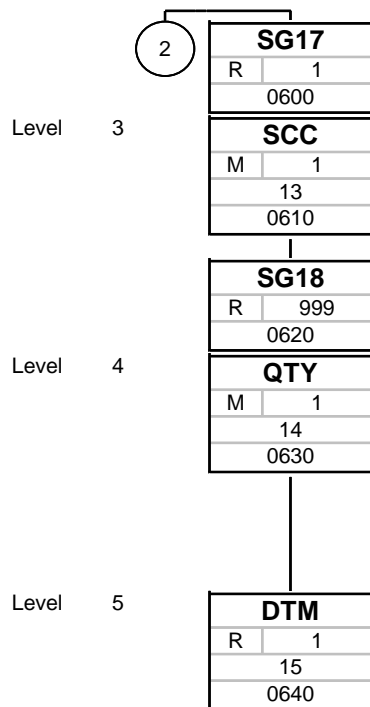 2
SG17
R 1
0600
Level 3
SCC
M 1
13
0610
SG18
R 999
0620
Level 4
QTY
M 1
14
0630
Level 5
DTM
R 1
15
0640